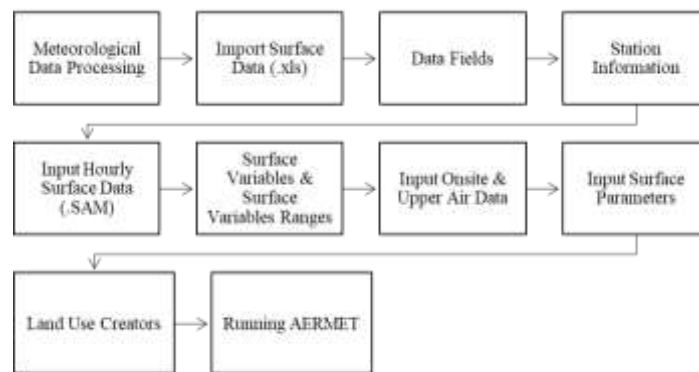 Meteorological
Data Processing
Import Surface
Data (.xls)
Data Fields
Station
Information
Input Hourly
Surface Data
(.SAM)
Surface
Variables &
Surface
Variables Ranges
Input Onsite &
Upper Air Data
Input Surface
Parameters
Land Use Creators
Running AERMET